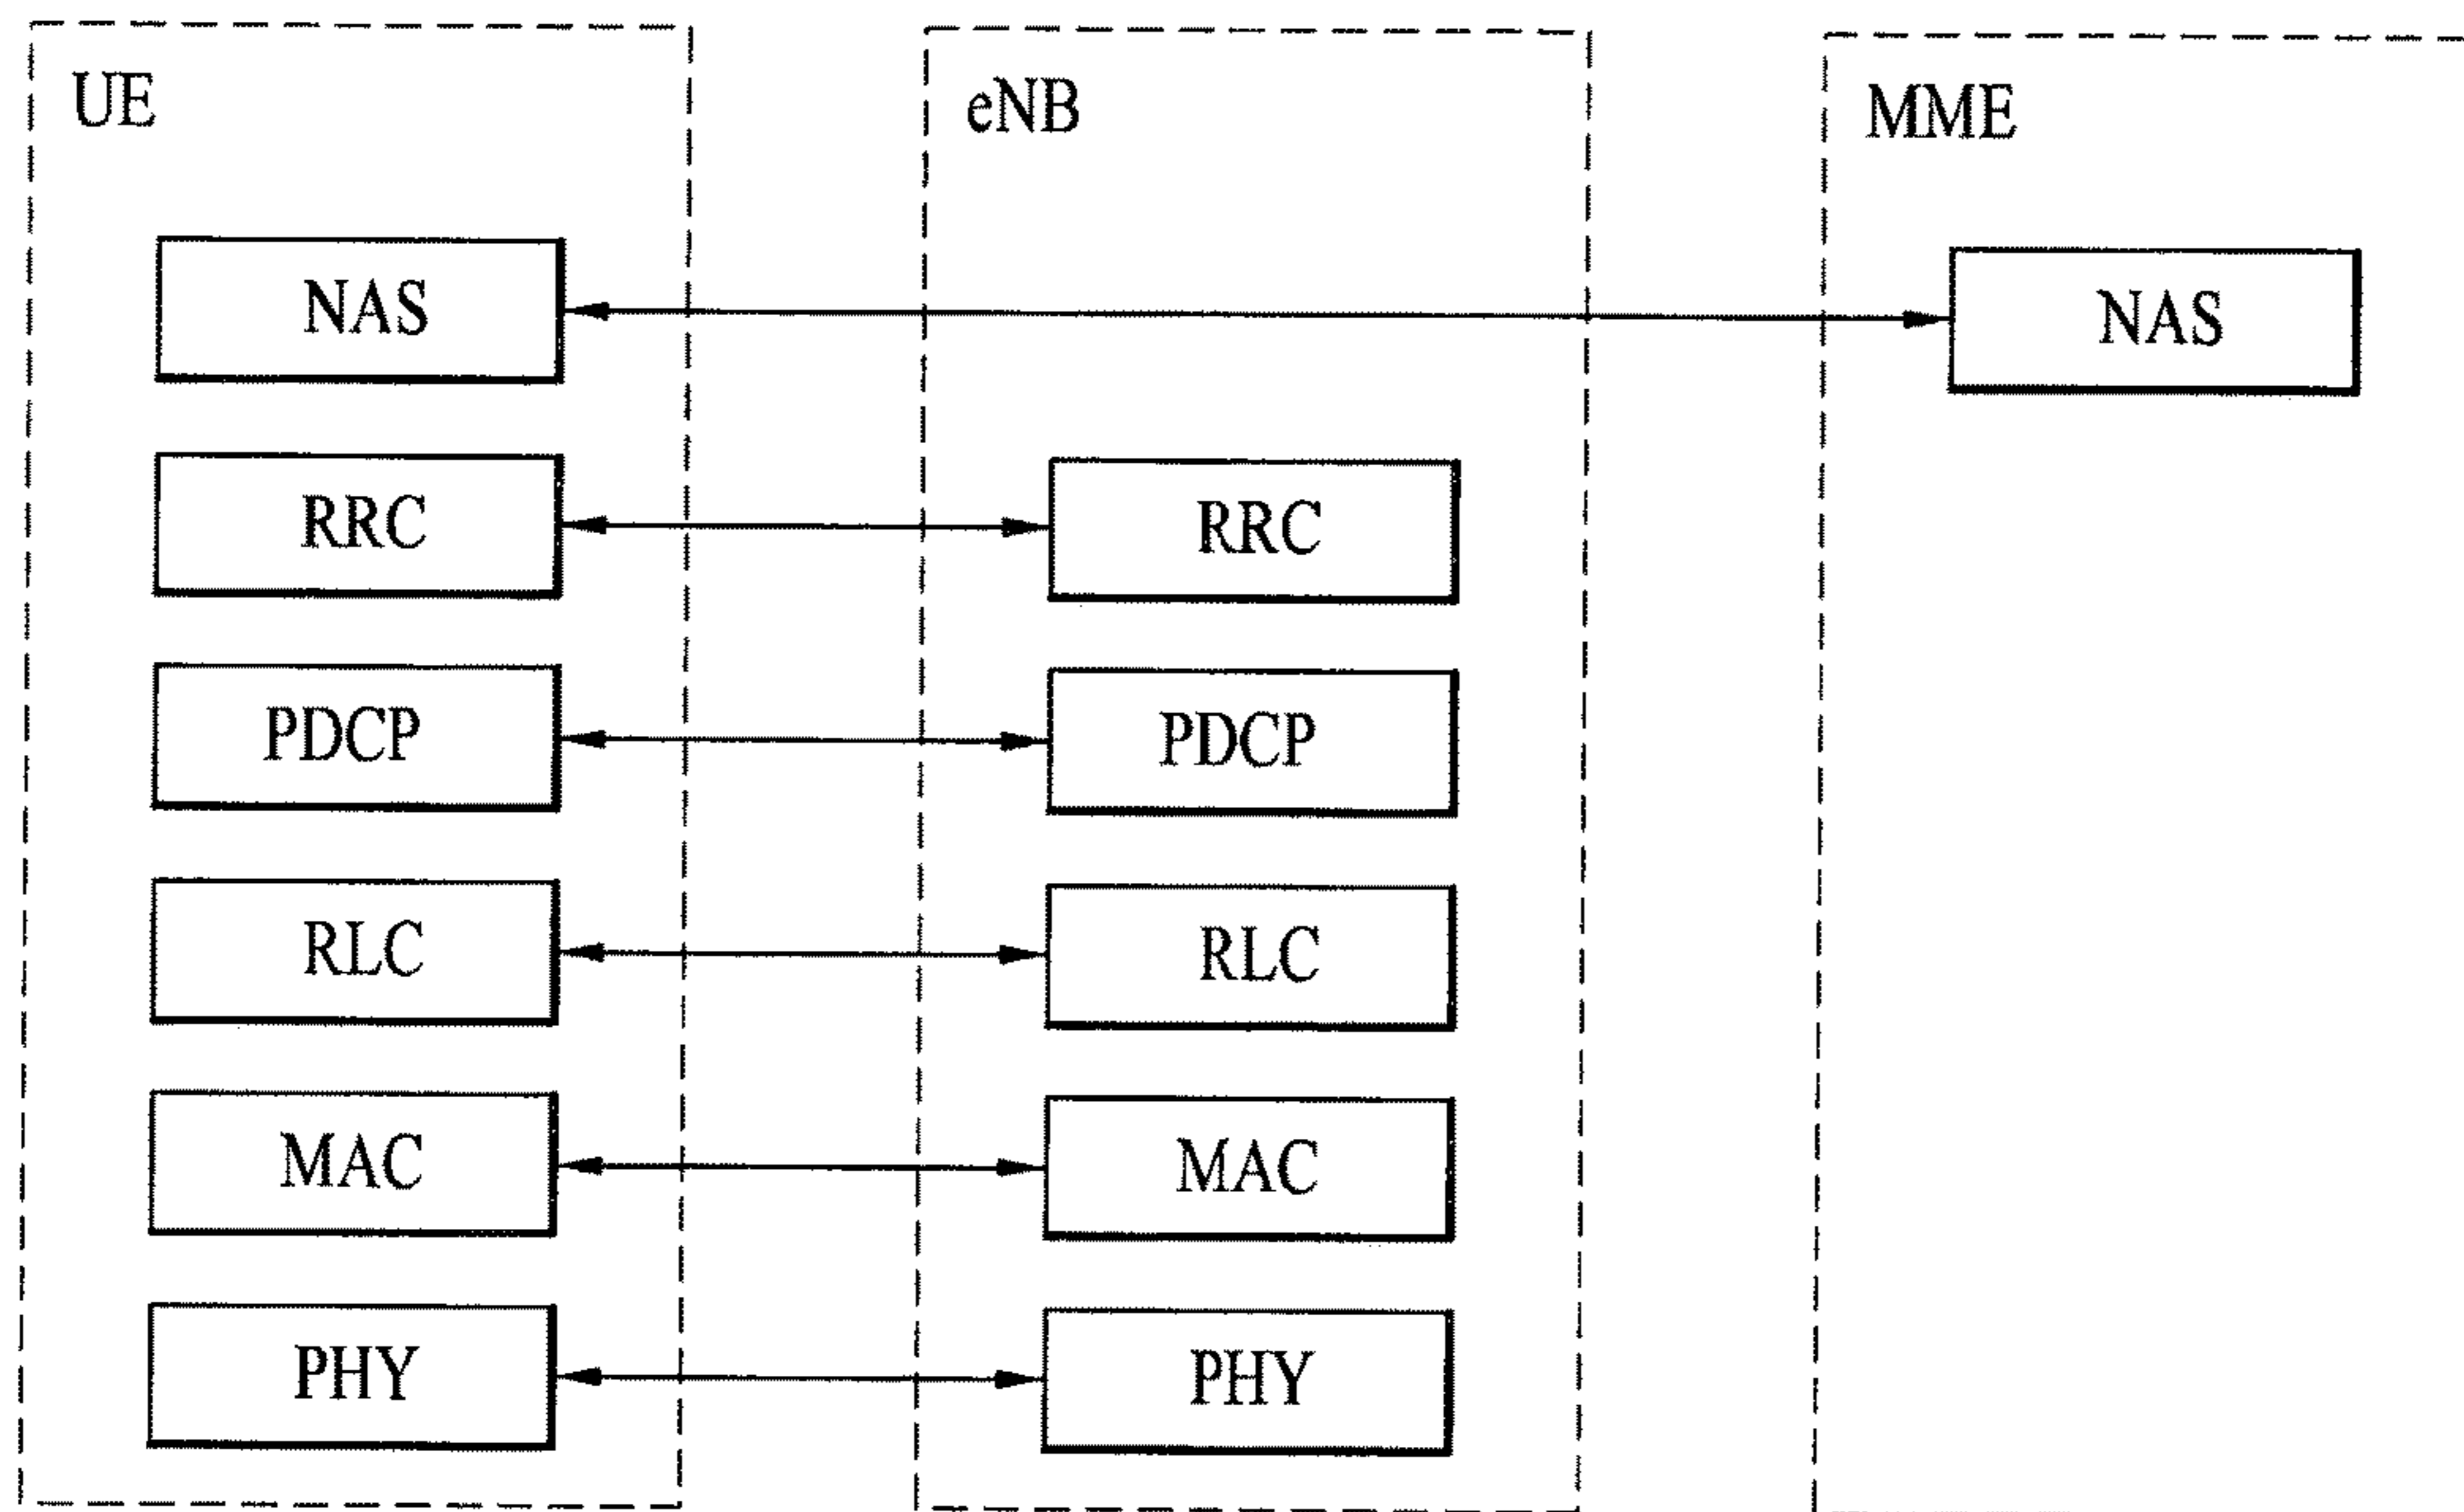 UE
eNB
MME
NAS
NAS
RRC
RRC
PDCP
PDCP
RLC
RLC
MAC
MAC
PHY
PHY